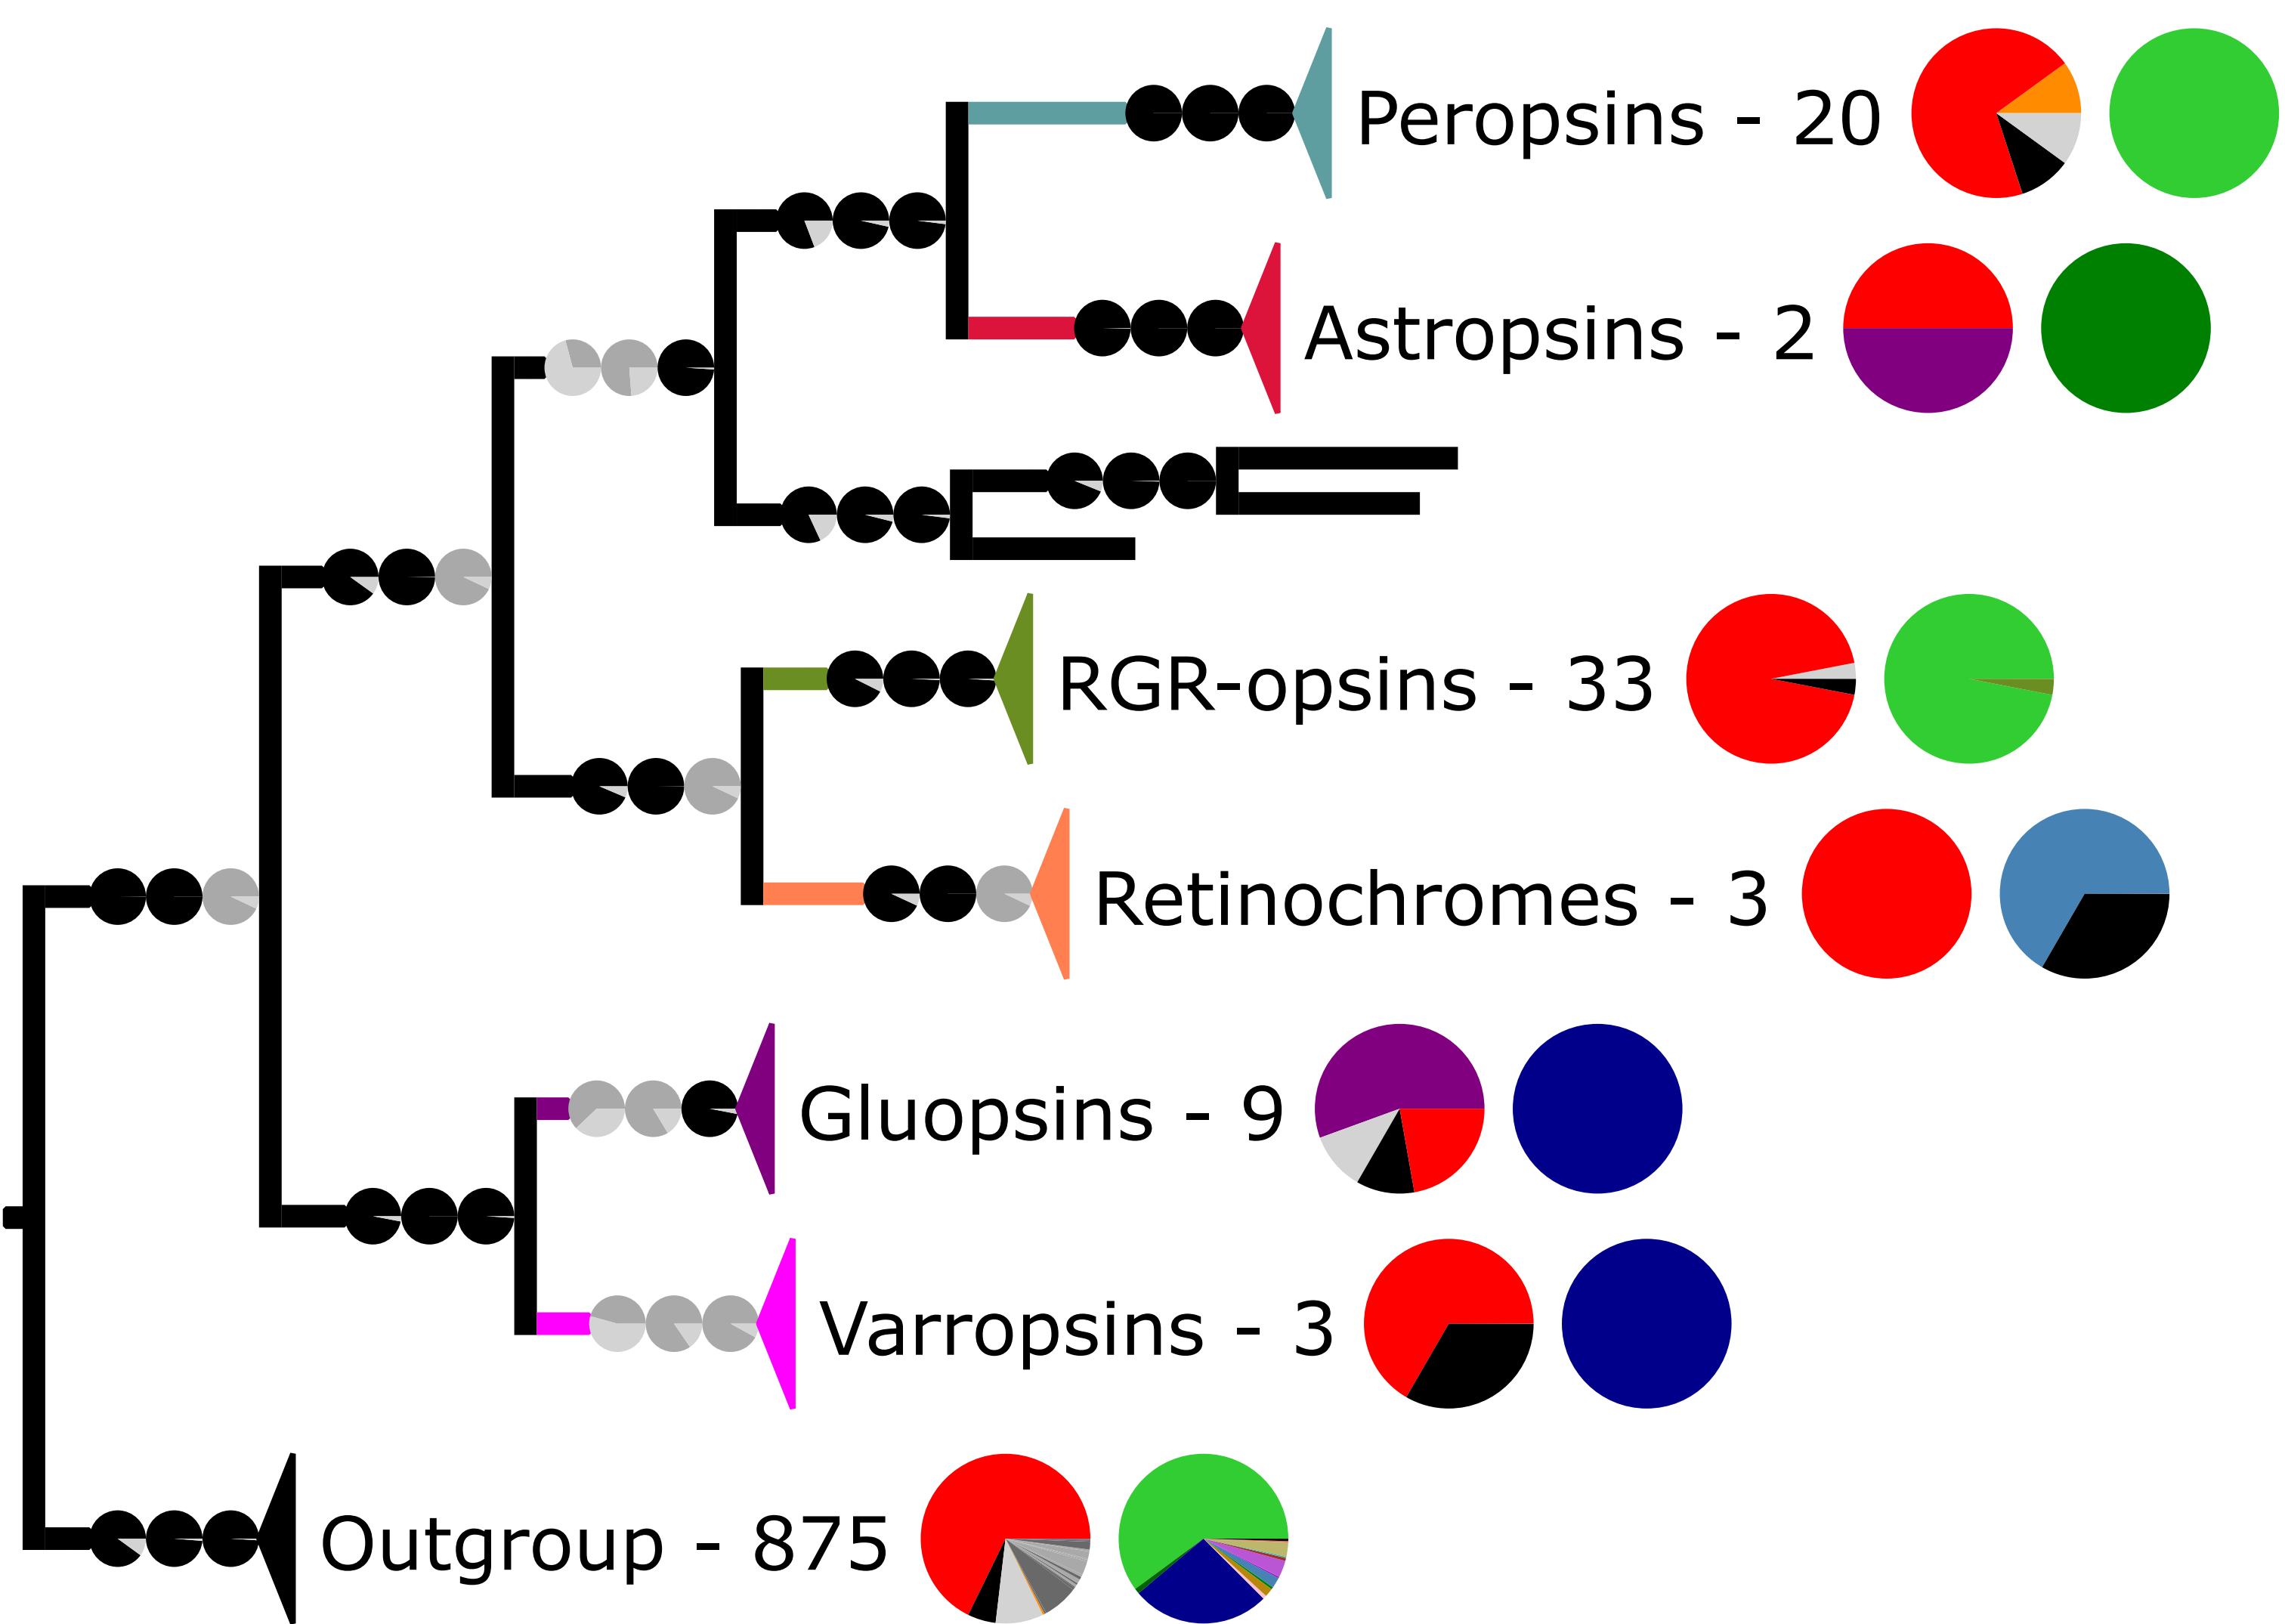 Peropsins - 20
Astropsins - 2
RGR-opsins - 33
Retinochromes - 3
Gluopsins - 9
Varropsins - 3
Outgroup - 875